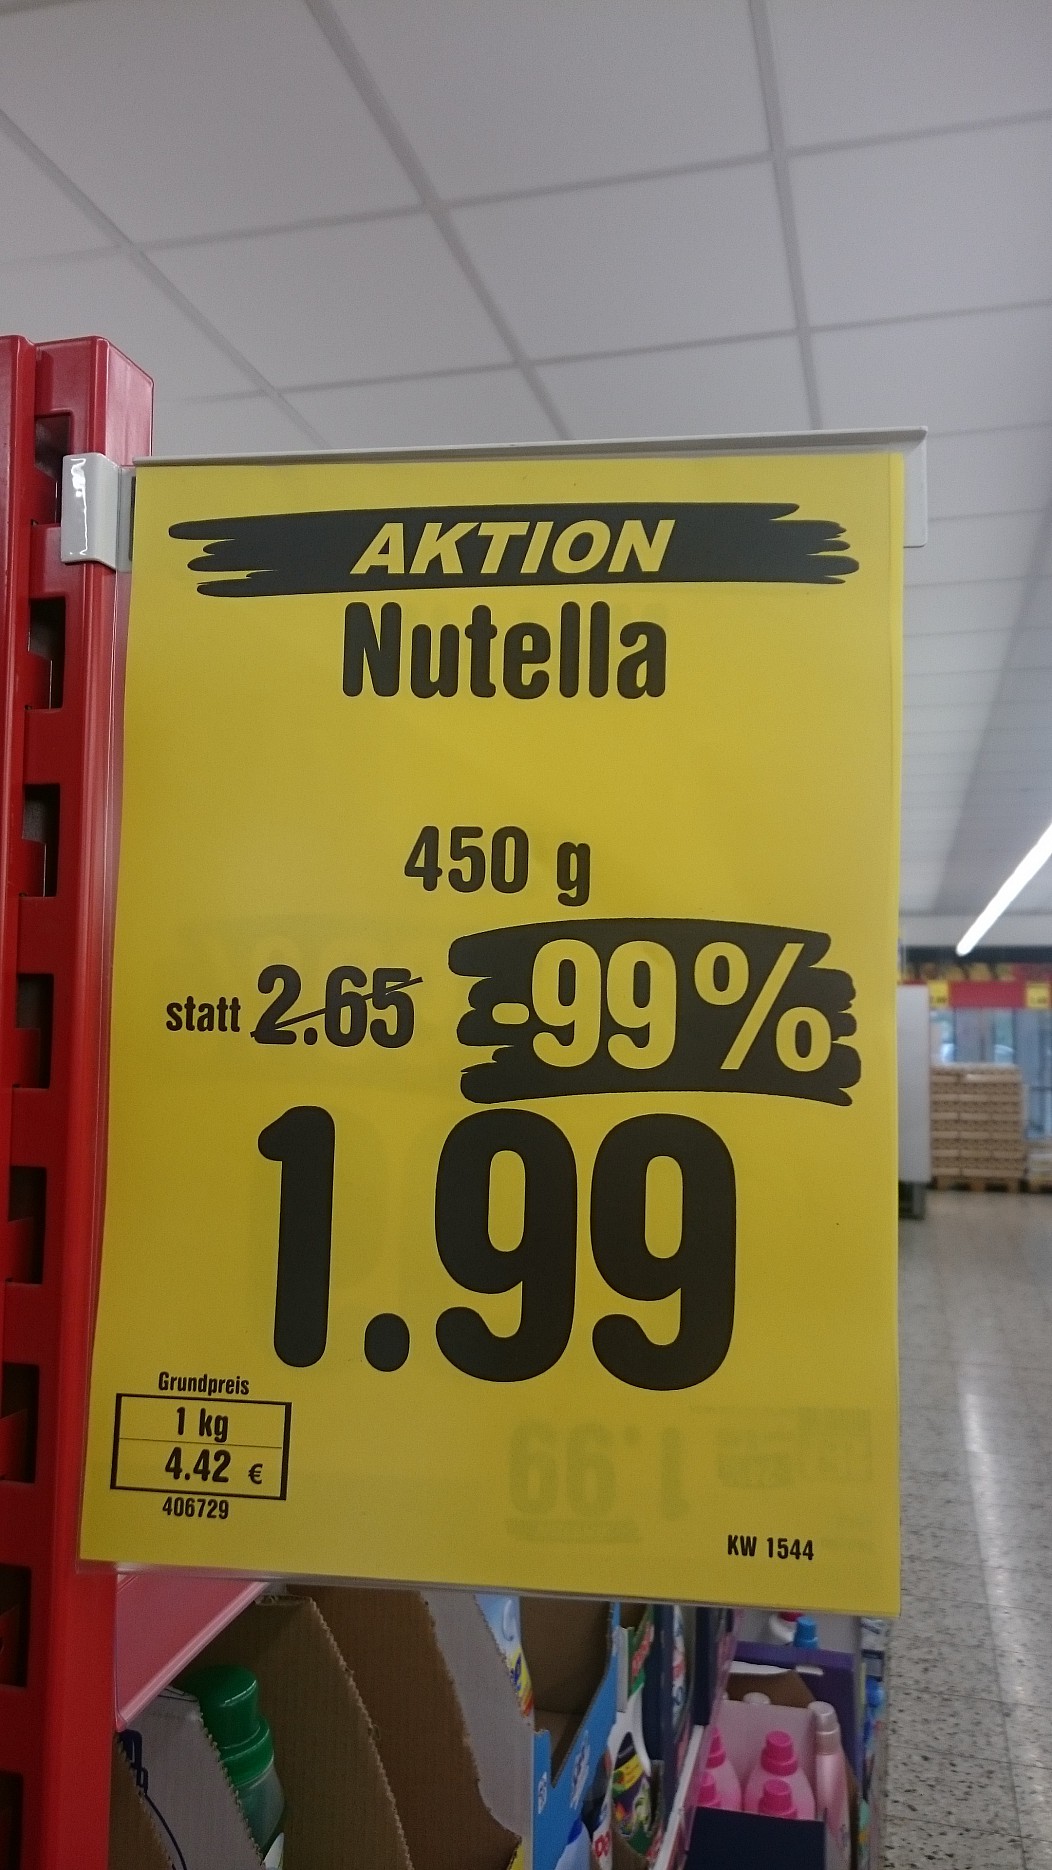 AKTION
Nutella
450 g
statt 2.65 -99%
1.99
Grundpreis
1 kg
4.42 €
406729
KW 1544